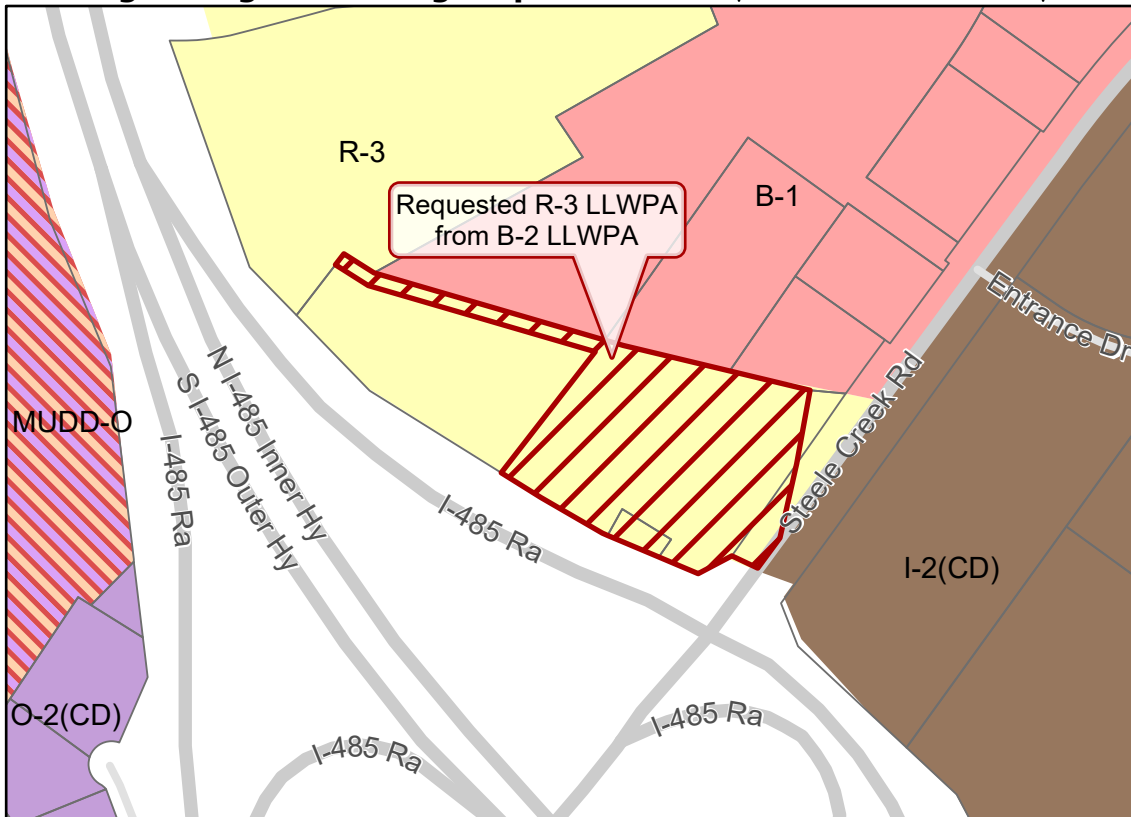 R-3
B-1
Requested R-3 LLWPA
from B-2 LLWPA
Entrance Dr
Steele Creek Rd
MUDD-O
I-485 Ra
S I-485 Outer Hy
N I-485 Inner Hy
I-485 Ra
I-2(CD)
O-2(CD)
I-485 Ra
I-485 Ra